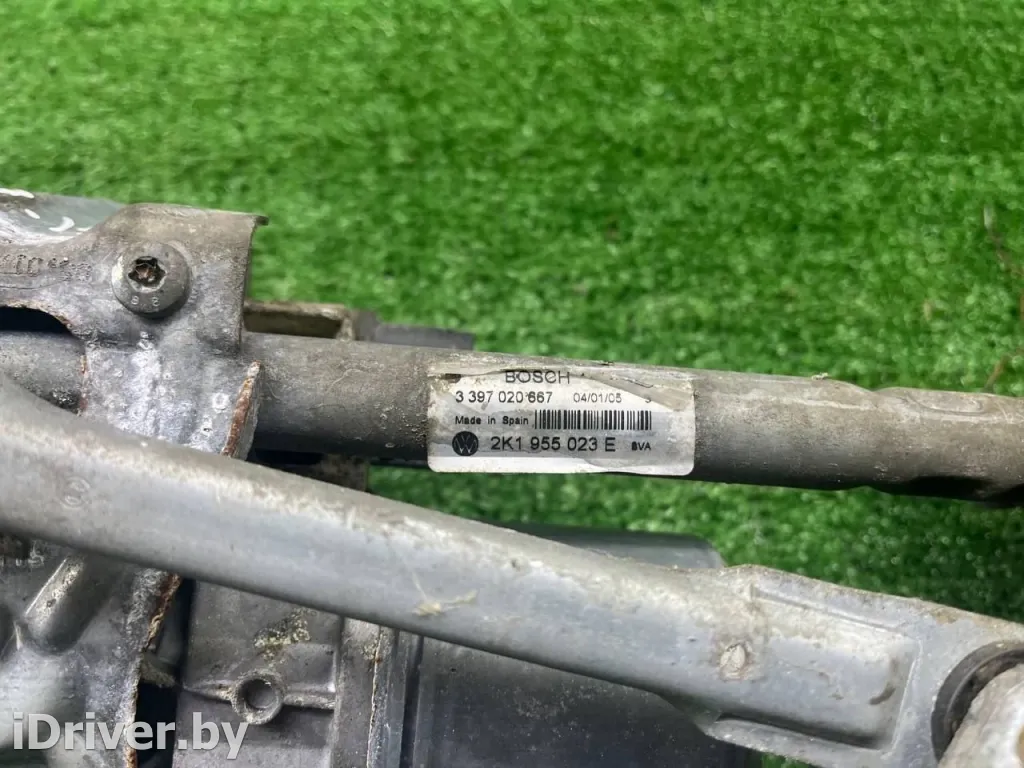 BOSCH
3 397 020 667 04/01/05
Made in Spain
2K1 955 023 E BVA
iDriver.by